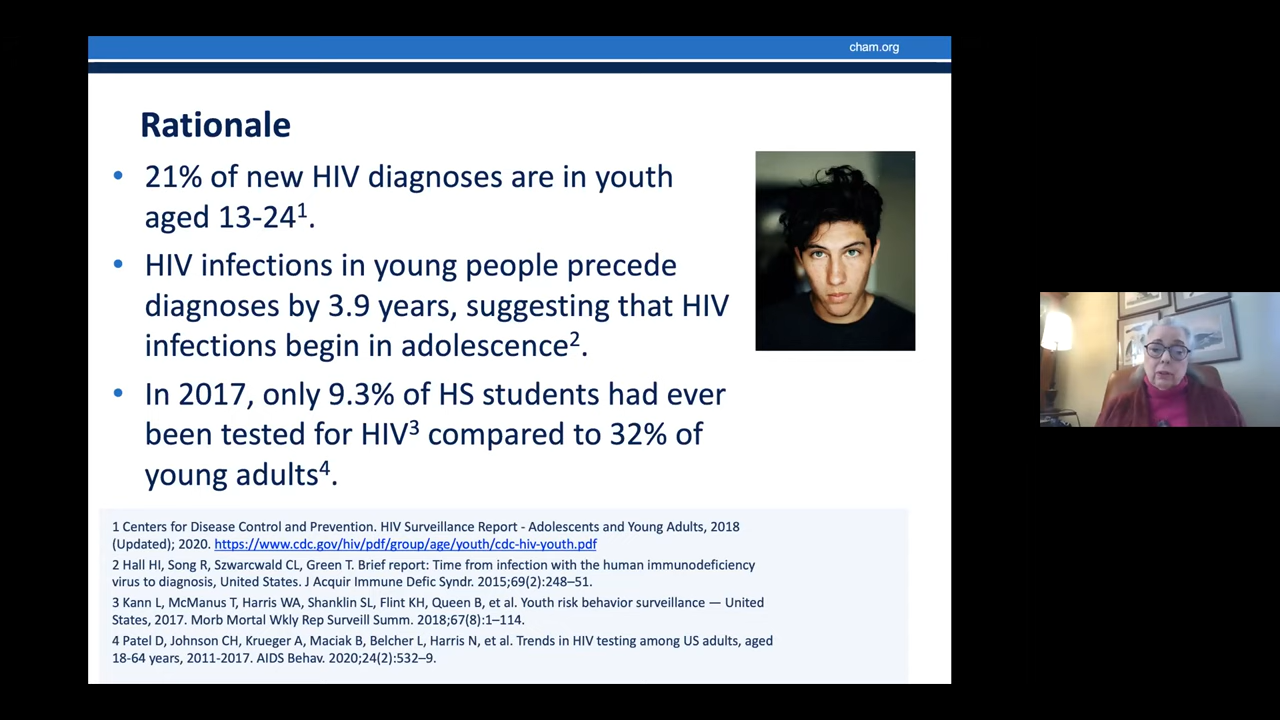 cham.org
Rationale
• 21% of new HIV diagnoses are in youth
aged 13-24¹.
• HIV infections in young people precede
diagnoses by 3.9 years, suggesting that HIV
infections begin in adolescence².
• In 2017, only 9.3% of HS students had ever
been tested for HIV³ compared to 32% of
young adults⁴.
1 Centers for Disease Control and Prevention. HIV Surveillance Report - Adolescents and Young Adults, 2018
(Updated); 2020. https://www.cdc.gov/hiv/pdf/group/age/youth/cdc-hiv-youth.pdf
2 Hall HI, Song R, Szwarcwald CL, Green T. Brief report: Time from infection with the human immunodeficiency
virus to diagnosis, United States. J Acquir Immune Defic Syndr. 2015;69(2):248–51.
3 Kann L, McManus T, Harris WA, Shanklin SL, Flint KH, Queen B, et al. Youth risk behavior surveillance — United
States, 2017. Morb Mortal Wkly Rep Surveill Summ. 2018;67(8):1–114.
4 Patel D, Johnson CH, Krueger A, Maciak B, Belcher L, Harris N, et al. Trends in HIV testing among US adults, aged
18-64 years, 2011-2017. AIDS Behav. 2020;24(2):532–9.